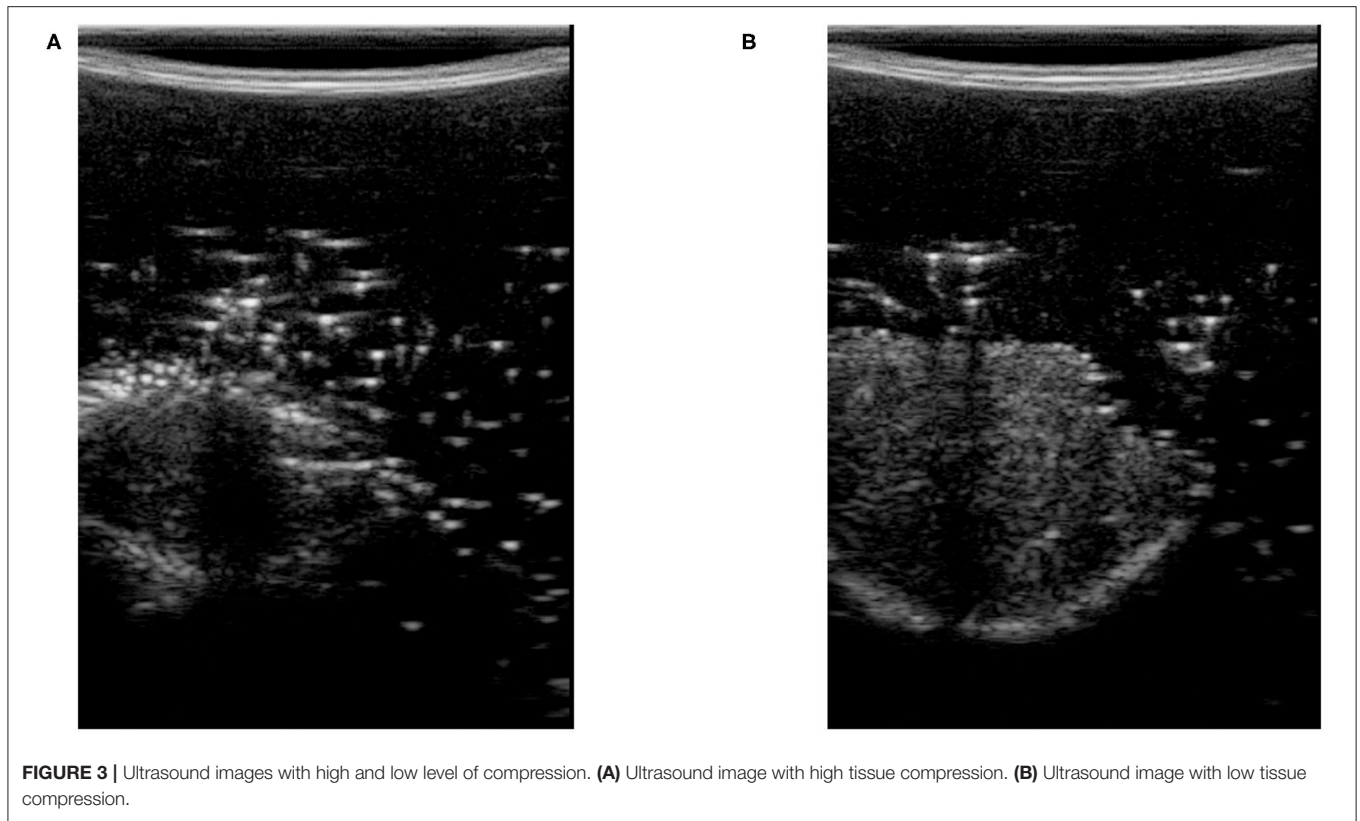 A
B
FIGURE 3 | Ultrasound images with high and low level of compression. (A) Ultrasound image with high tissue compression. (B) Ultrasound image with low tissue
compression.